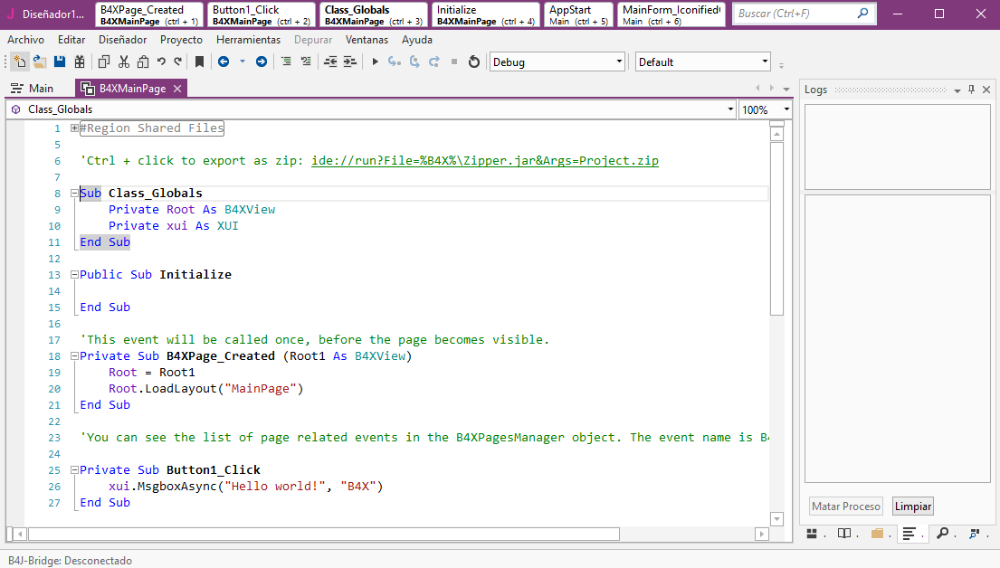 Diseñador1...
B4XPage_Created
B4XMainPage (ctrl + 1)
Button1_Click
B4XMainPage (ctrl + 2)
Class_Globals
B4XMainPage (ctrl + 3)
Initialize
B4XMainPage (ctrl + 4)
AppStart
Main (ctrl + 5)
MainForm_Iconified
Main (ctrl + 6)
Buscar (Ctrl+F)
Archivo Editar Diseñador Proyecto Herramientas Depurar Ventanas Ayuda
Debug Default
Main B4XMainPage
Class_Globals 100%
1 #Region Shared Files
5
6 'Ctrl + click to export as zip: ide://run?File=%B4X%\Zipper.jar&Args=Project.zip
7
8 Sub Class_Globals
9 Private Root As B4XView
10 Private xui As XUI
11 End Sub
12
13 Public Sub Initialize
14
15 End Sub
16
17 'This event will be called once, before the page becomes visible.
18 Private Sub B4XPage_Created (Root1 As B4XView)
19 Root = Root1
20 Root.LoadLayout("MainPage")
21 End Sub
22
23 'You can see the list of page related events in the B4XPagesManager object. The event name is B4
24
25 Private Sub Button1_Click
26 xui.MsgboxAsync("Hello world!", "B4X")
27 End Sub
Logs
Matar Proceso Limpiar
B4J-Bridge: Desconectado